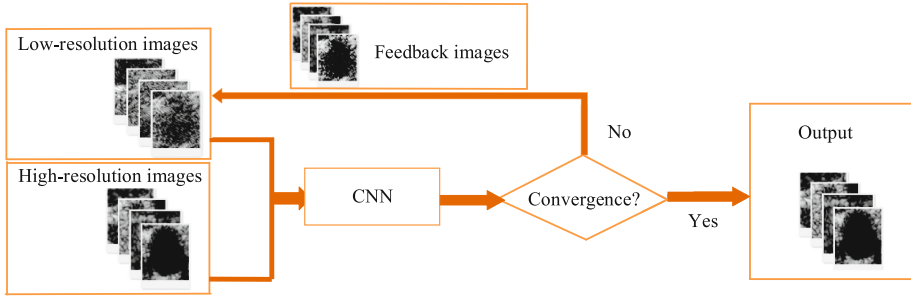 Low-resolution images
Feedback images
High-resolution images
CNN
Convergence?
No
Yes
Output